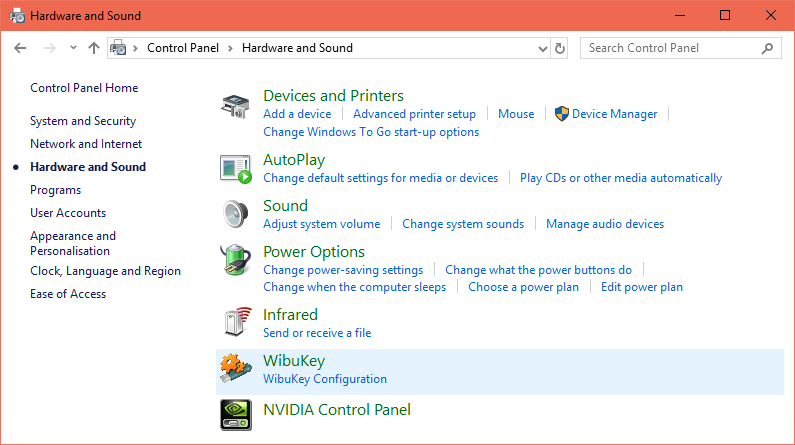 Hardware and Sound
Control Panel Hardware and Sound
Search Control Panel
Control Panel Home
System and Security
Network and Internet
Hardware and Sound
Programs
User Accounts
Appearance and
Personalisation
Clock, Language and Region
Ease of Access
Devices and Printers
Add a device Advanced printer setup Mouse Device Manager
Change Windows To Go start-up options
AutoPlay
Change default settings for media or devices Play CDs or other media automatically
Sound
Adjust system volume Change system sounds Manage audio devices
Power Options
Change power-saving settings Change what the power buttons do
Change when the computer sleeps Choose a power plan Edit power plan
Infrared
Send or receive a file
WibuKey
WibuKey Configuration
NVIDIA Control Panel